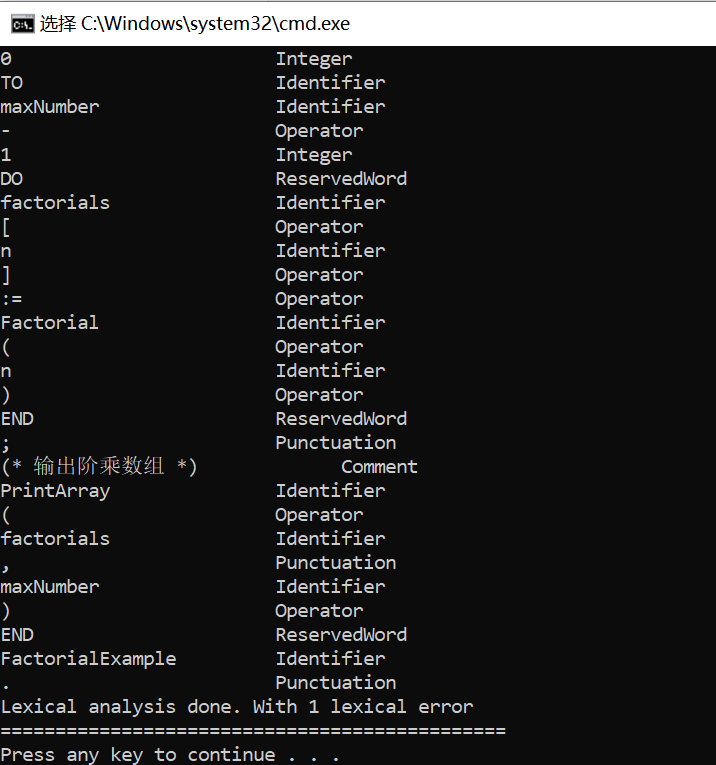 选择 C:\Windows\system32\cmd.exe
0 Integer
TO Identifier
maxNumber Identifier
- Operator
1 Integer
DO ReservedWord
factorials Identifier
[ Operator
n Identifier
] Operator
:= Operator
Factorial Identifier
( Operator
n Identifier
) Operator
END ReservedWord
; Punctuation
(* 输出阶乘数组 *) Comment
PrintArray Identifier
( Operator
factorials Identifier
, Punctuation
maxNumber Identifier
) Operator
END ReservedWord
FactorialExample Identifier
. Punctuation
Lexical analysis done. With 1 lexical error
==============================================
Press any key to continue . . .